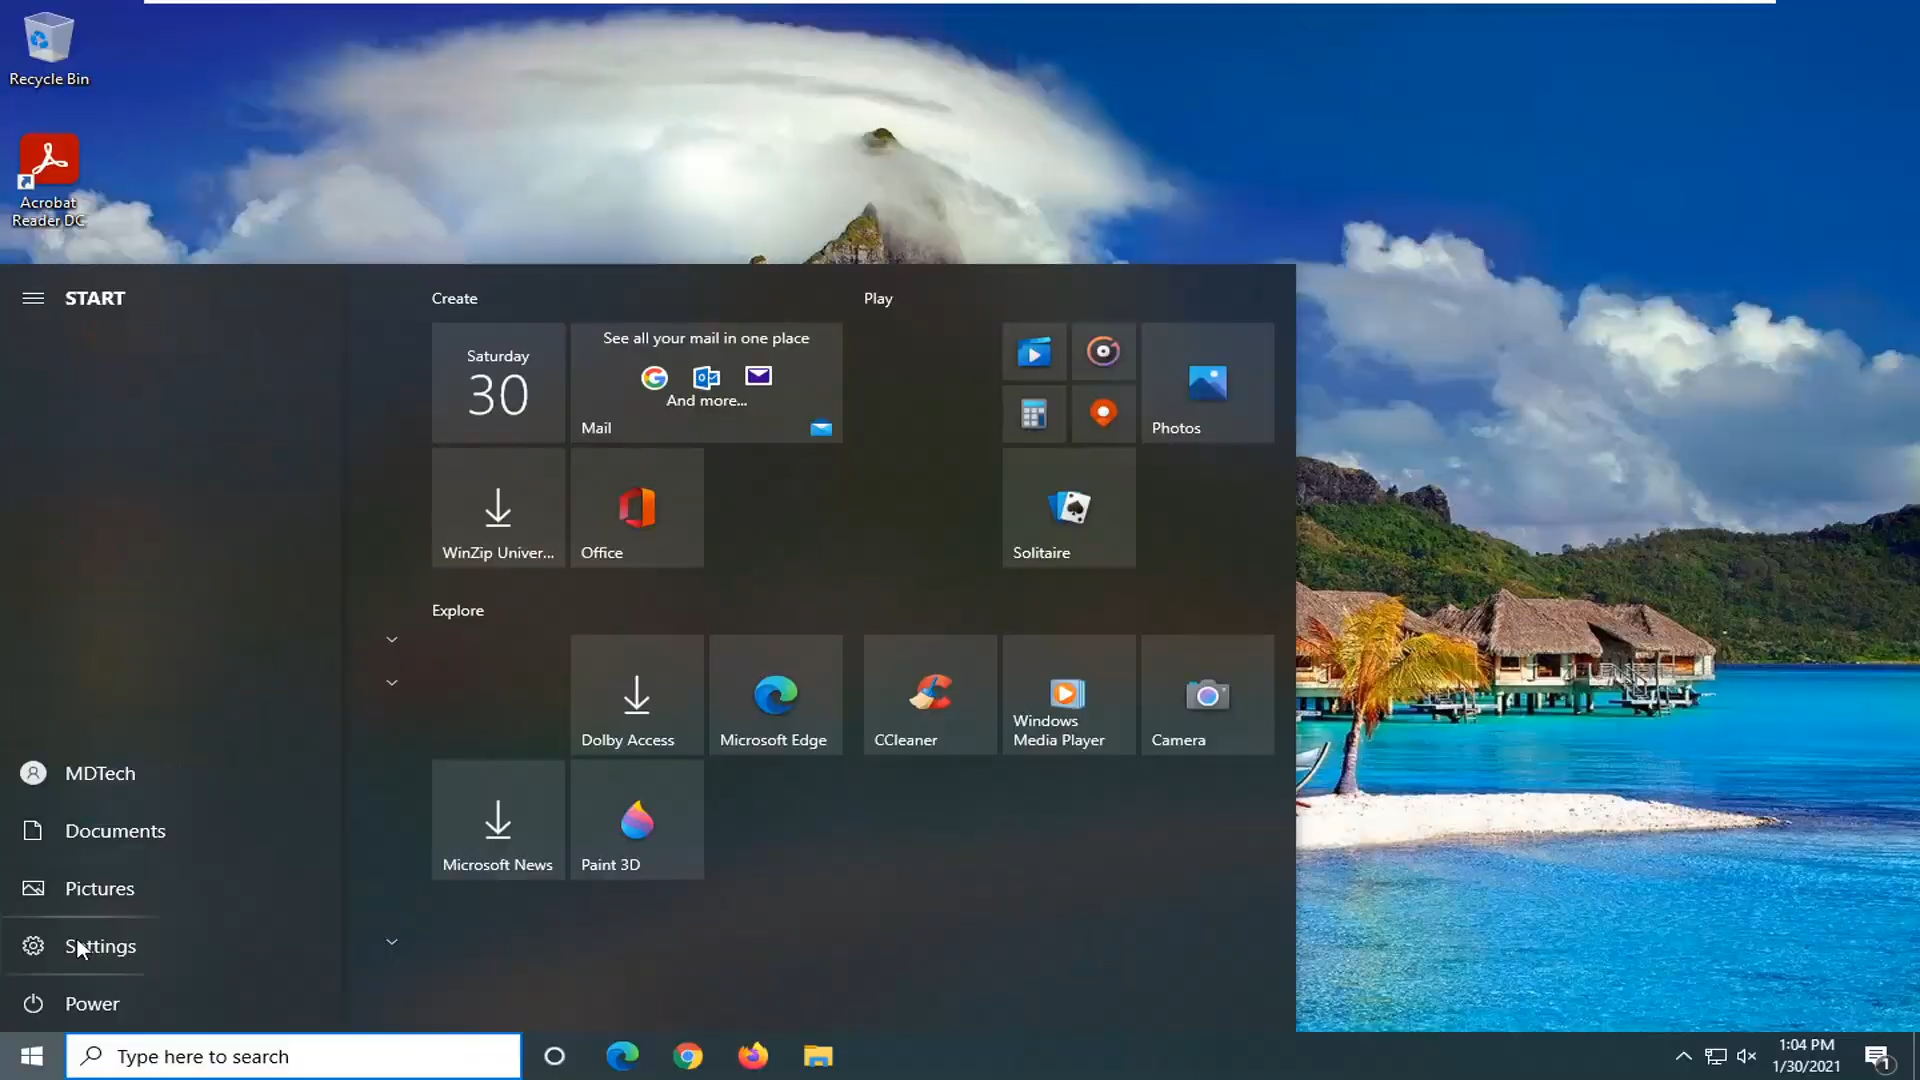 Recycle Bin
Acrobat
Reader DC
START
Create
Play
Saturday
30
See all your mail in one place
And more...
Mail
Photos
WinZip Univer...
Office
Solitaire
Explore
Dolby Access
Microsoft Edge
CCleaner
Windows
Media Player
Camera
MDTech
Documents
Microsoft News
Paint 3D
Pictures
Settings
Power
Type here to search
1:04 PM
1/30/2021
1